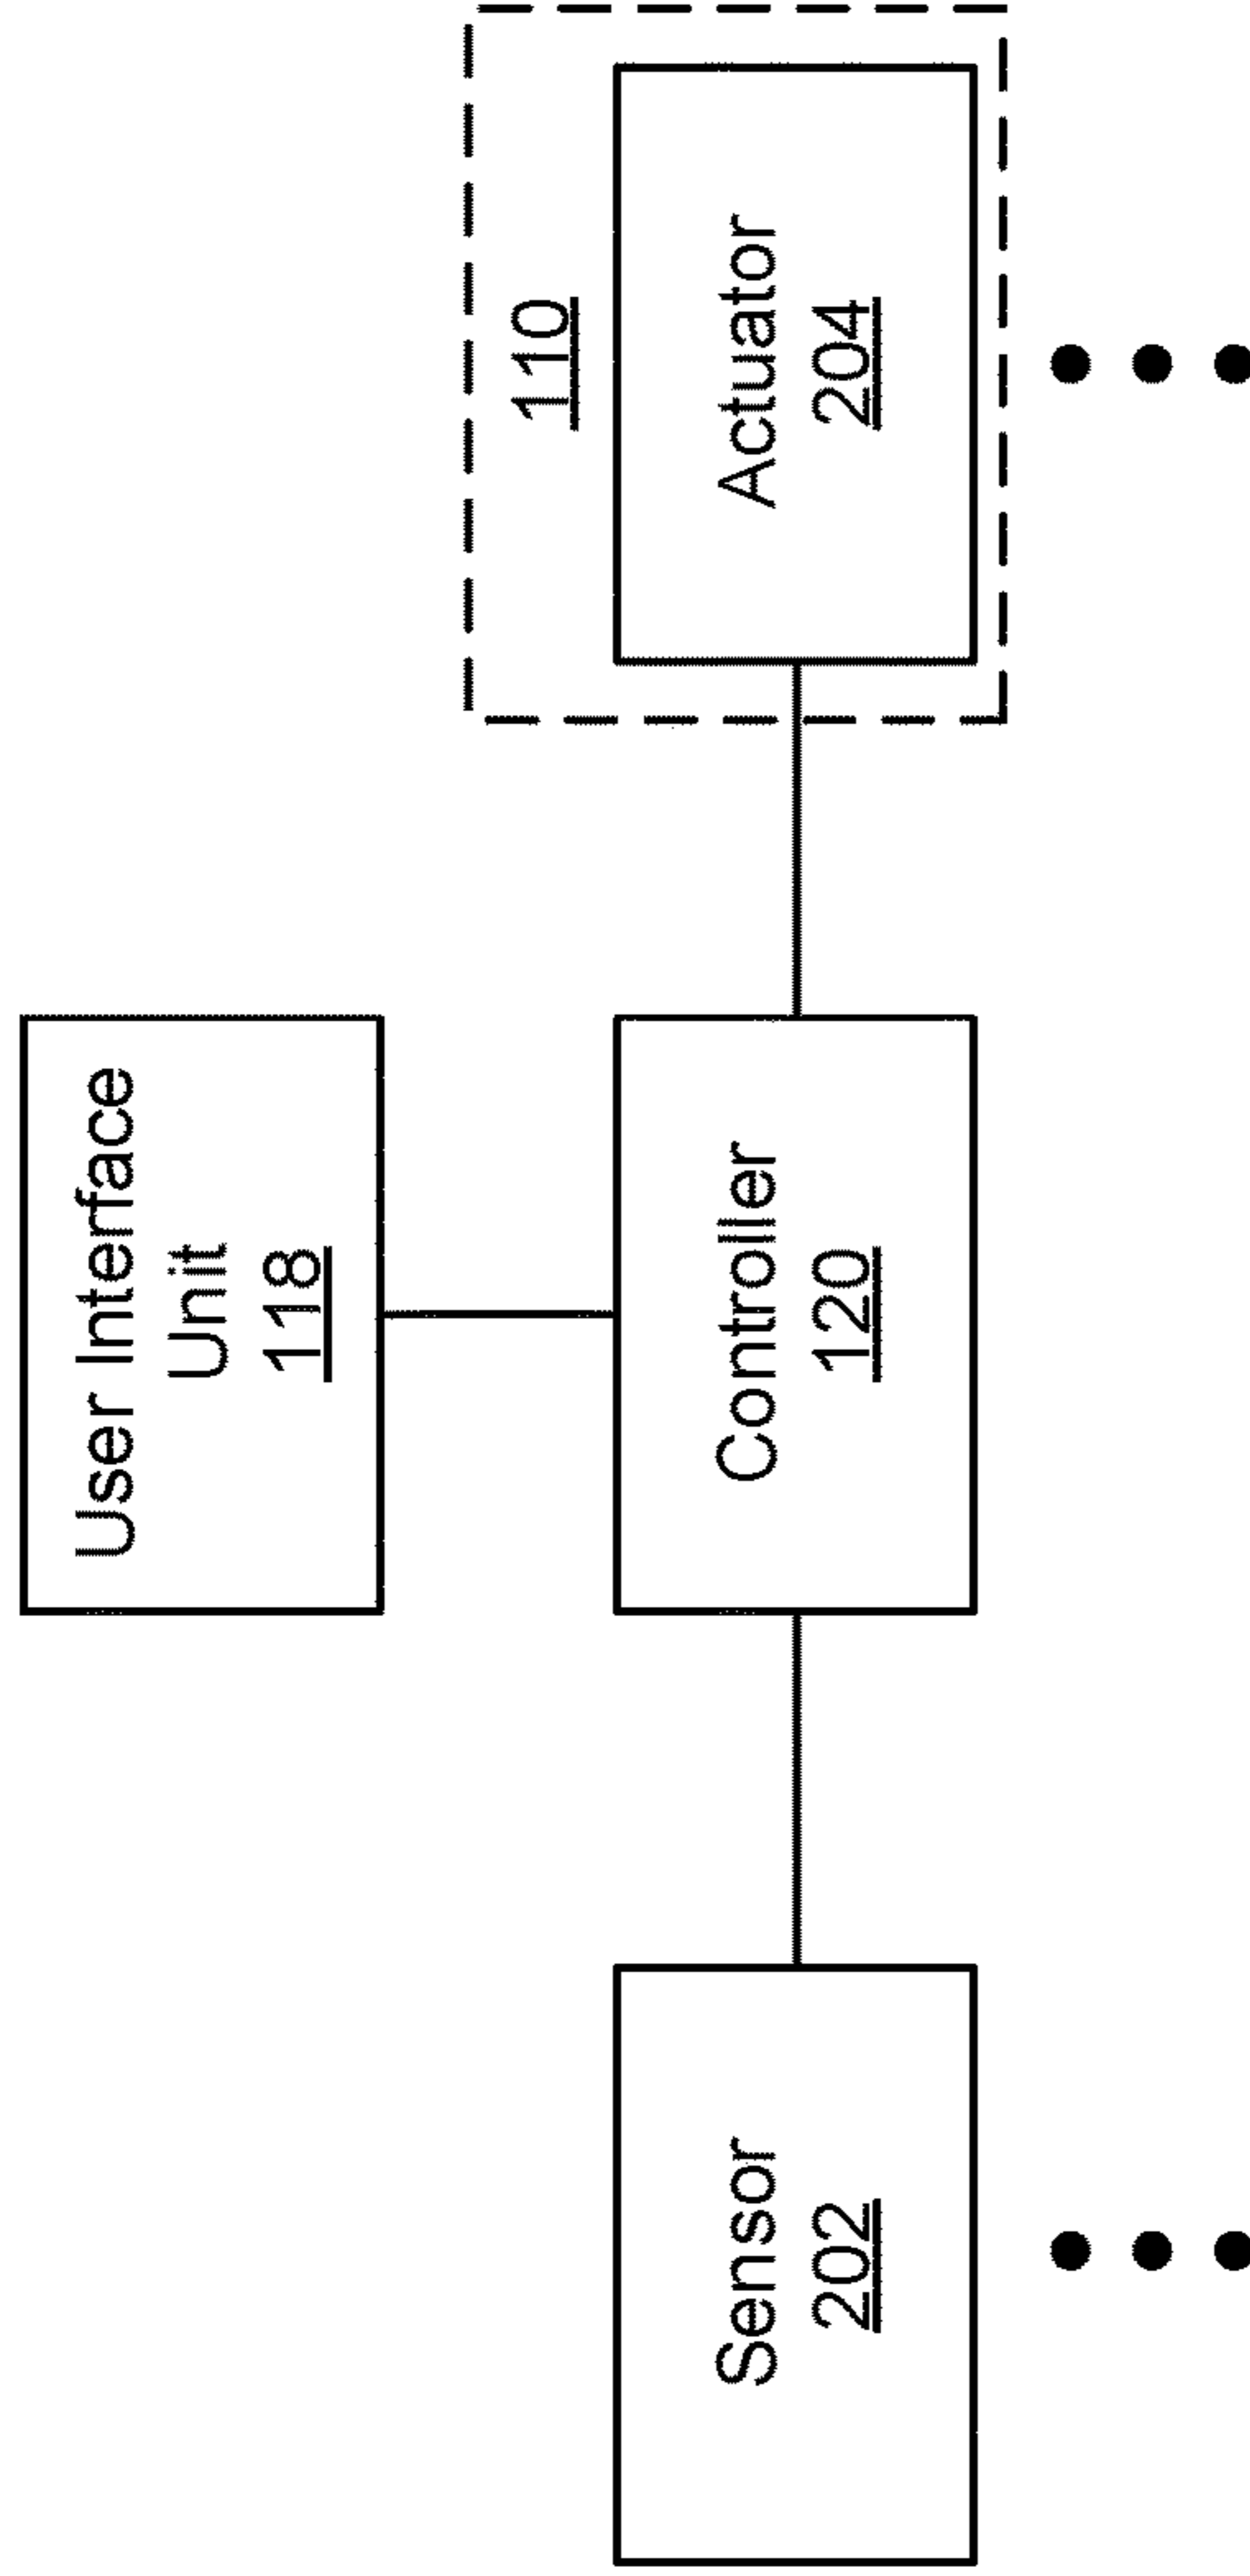 User Interface
Unit
118
110
Sensor
202
Controller
120
Actuator
204